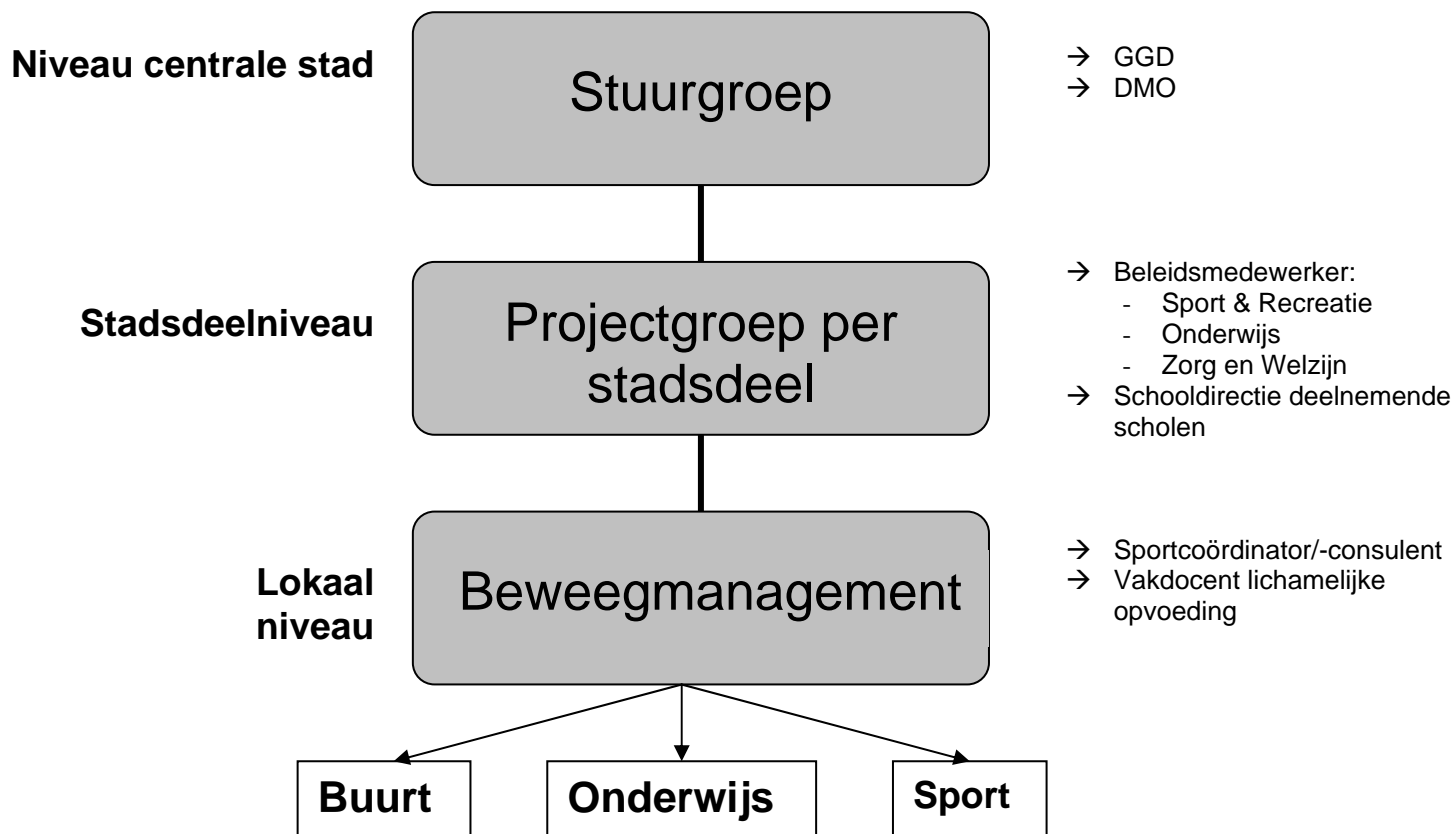 Niveau centrale stad
Stuurgroep
→ GGD
→ DMO
Stadsdeelniveau
Projectgroep per
stadsdeel
→ Beleidsmedewerker:
- Sport & Recreatie
- Onderwijs
- Zorg en Welzijn
→ Schooldirectie deelnemende
scholen
Lokaal
niveau
Beweegmanagement
→ Sportcoördinator/-consulent
→ Vakdocent lichamelijke
opvoeding
Buurt
Onderwijs
Sport